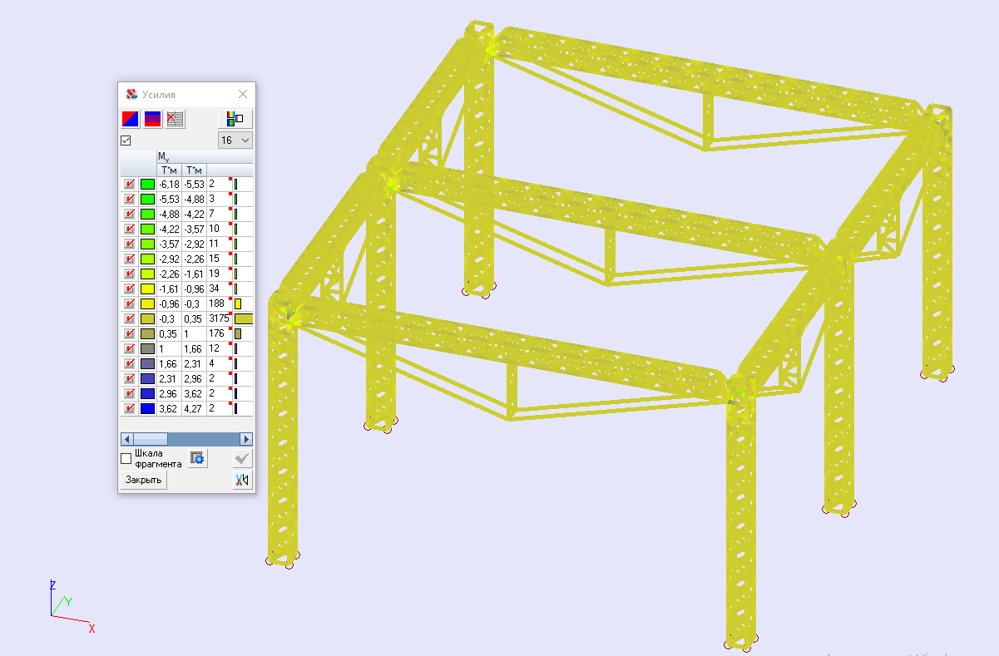 Усилия
16
My
Т*м Т*м
-6,18 -5,53 2
-5,53 -4,88 3
-4,88 -4,22 7
-4,22 -3,57 10
-3,57 -2,92 11
-2,92 -2,26 15
-2,26 -1,61 19
-1,61 -0,96 34
-0,96 -0,3 188
-0,3 0,35 3175
0,35 1 176
1 1,66 12
1,66 2,31 4
2,31 2,96 2
2,96 3,62 2
3,62 4,27 2
Шкала
фрагмента
Закрыть
Z
Y
X